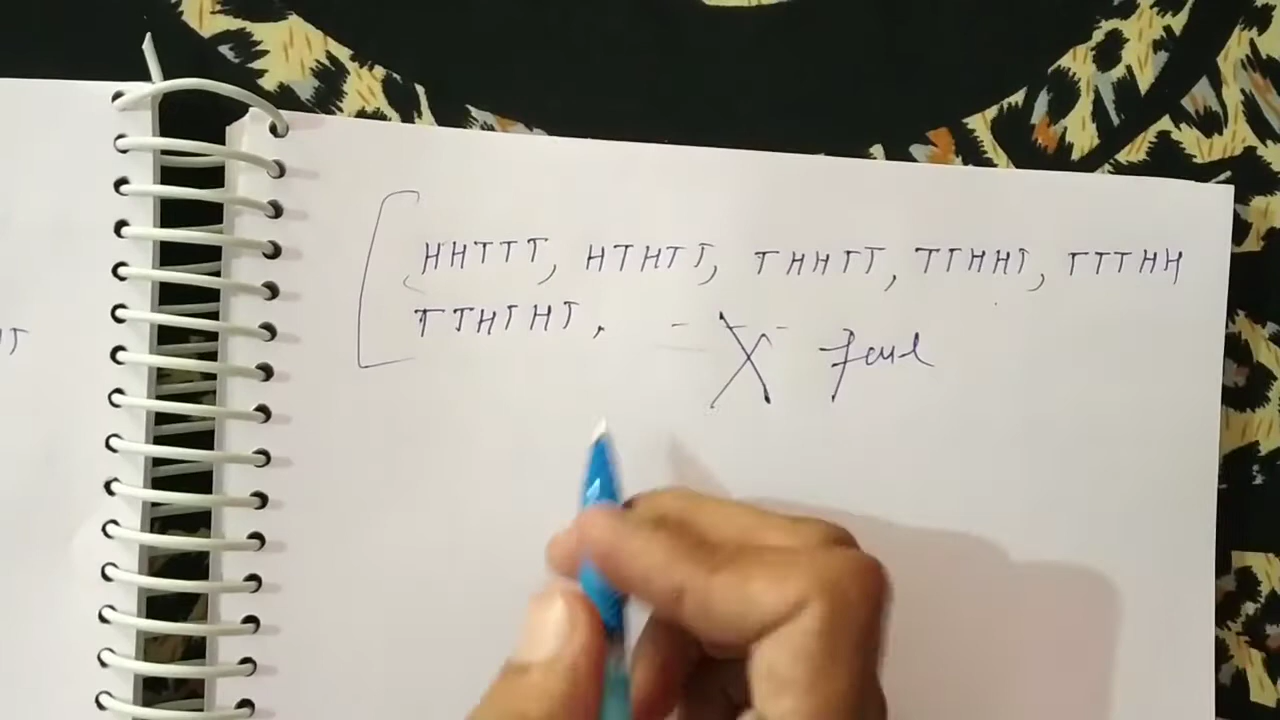 HHTTT, HTHTT, THHTT, TTHHT, TTTHH
TTHTHT, - - - X fail